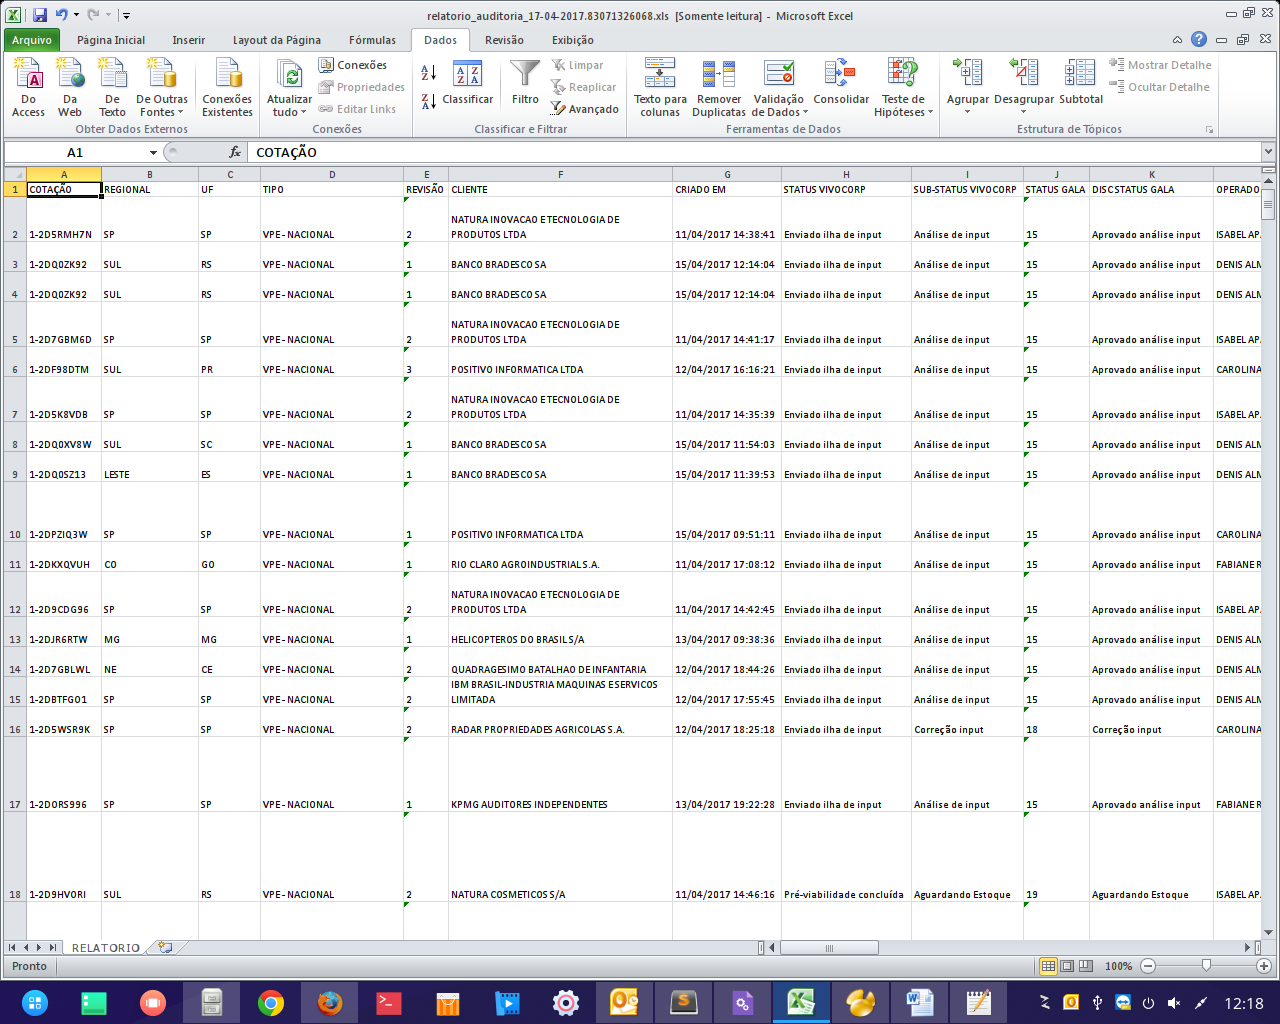 relatorio_auditoria_17-04-2017.83071326068.xls [Somente leitura] - Microsoft Excel
Arquivo Página Inicial Inserir Layout da Página Fórmulas Dados Revisão Exibição
Do Access
Da Web
De Texto
De Outras Fontes
Conexões Existentes
Atualizar tudo
Conexões
Propriedades
Editar Links
Classificar
Filtro
Limpar
Reaplicar
Avançado
Texto para colunas
Remover Duplicatas
Validação de Dados
Consolidar
Teste de Hipóteses
Agrupar
Desagrupar
Subtotal
Mostrar Detalhe
Ocultar Detalhe
Obter Dados Externos Conexões Classificar e Filtrar Ferramentas de Dados Estrutura de Tópicos
A1 fx COTAÇÃO
A B C D E F G H I J K L
1 COTAÇÃO REGIONAL UF TIPO REVISÃO CLIENTE CRIADO EM STATUS VIVOCORP SUB-STATUS VIVOCORP STATUS GALA DISC STATUS GALA OPERADO
2 1-2D5RMH7N SP SP VPE - NACIONAL 2 NATURA INOVACAO E TECNOLOGIA DE PRODUTOS LTDA 11/04/2017 14:38:41 Enviado ilha de input Análise de input 15 Aprovado análise input ISABEL AP
3 1-2DQ0ZK92 SUL RS VPE - NACIONAL 1 BANCO BRADESCO SA 15/04/2017 12:14:04 Enviado ilha de input Análise de input 15 Aprovado análise input DENIS ALM
4 1-2DQ0ZK92 SUL RS VPE - NACIONAL 1 BANCO BRADESCO SA 15/04/2017 12:14:04 Enviado ilha de input Análise de input 15 Aprovado análise input DENIS ALM
5 1-2D7GBM6D SP SP VPE - NACIONAL 2 NATURA INOVACAO E TECNOLOGIA DE PRODUTOS LTDA 11/04/2017 14:41:17 Enviado ilha de input Análise de input 15 Aprovado análise input ISABEL AP
6 1-2DF98DTM SUL PR VPE - NACIONAL 3 POSITIVO INFORMATICA LTDA 12/04/2017 16:16:21 Enviado ilha de input Análise de input 15 Aprovado análise input CAROLINA
7 1-2D5K8VDB SP SP VPE - NACIONAL 2 NATURA INOVACAO E TECNOLOGIA DE PRODUTOS LTDA 11/04/2017 14:35:39 Enviado ilha de input Análise de input 15 Aprovado análise input ISABEL AP
8 1-2DQ0XV8W SUL SC VPE - NACIONAL 1 BANCO BRADESCO SA 15/04/2017 11:54:03 Enviado ilha de input Análise de input 15 Aprovado análise input DENIS ALM
9 1-2DQ0SZ13 LESTE ES VPE - NACIONAL 1 BANCO BRADESCO SA 15/04/2017 11:39:53 Enviado ilha de input Análise de input 15 Aprovado análise input DENIS ALM
10 1-2DPZIQ3W SP SP VPE - NACIONAL 1 POSITIVO INFORMATICA LTDA 15/04/2017 09:51:11 Enviado ilha de input Análise de input 15 Aprovado análise input CAROLINA
11 1-2DKXQVUH CO GO VPE - NACIONAL 1 RIO CLARO AGROINDUSTRIAL S.A. 11/04/2017 17:08:12 Enviado ilha de input Análise de input 15 Aprovado análise input FABIANE R
12 1-2D9CDG96 SP SP VPE - NACIONAL 2 NATURA INOVACAO E TECNOLOGIA DE PRODUTOS LTDA 11/04/2017 14:42:45 Enviado ilha de input Análise de input 15 Aprovado análise input ISABEL AP
13 1-2DJR6RTW MG MG VPE - NACIONAL 1 HELICOPTEROS DO BRASIL S/A 13/04/2017 09:38:36 Enviado ilha de input Análise de input 15 Aprovado análise input DENIS ALM
14 1-2D7GBLWL NE CE VPE - NACIONAL 2 QUADRAGESIMO BATALHAO DE INFANTARIA 12/04/2017 18:44:26 Enviado ilha de input Análise de input 15 Aprovado análise input DENIS ALM
15 1-2DBTFGO1 SP SP VPE - NACIONAL 2 IBM BRASIL-INDUSTRIA MAQUINAS E SERVICOS LIMITADA 12/04/2017 17:55:45 Enviado ilha de input Análise de input 15 Aprovado análise input DENIS ALM
16 1-2D5WSR9K SP SP VPE - NACIONAL 2 RADAR PROPRIEDADES AGRICOLAS S.A. 12/04/2017 18:25:18 Enviado ilha de input Correção input 18 Correção input CAROLINA
17 1-2DORS996 SP SP VPE - NACIONAL 1 KPMG AUDITORES INDEPENDENTES 13/04/2017 19:22:28 Enviado ilha de input Análise de input 15 Aprovado análise input FABIANE R
18 1-2D9HVORI SUL RS VPE - NACIONAL 2 NATURA COSMETICOS S/A 11/04/2017 14:46:16 Pré-viabilidade concluída Aguardando Estoque 19 Aguardando Estoque ISABEL AP
RELATORIO
Pronto 100%
12:18